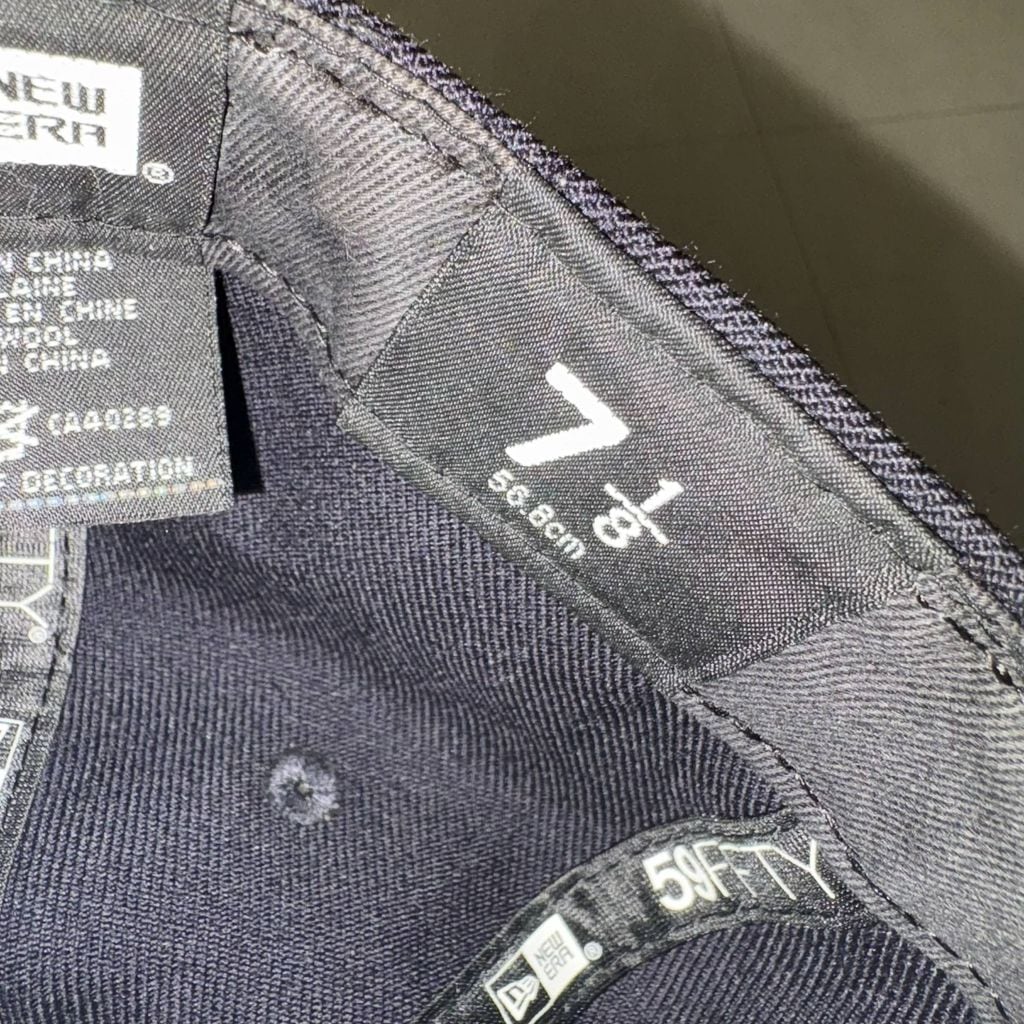 NEW
ERA
®
CHINA
LAINE
EN CHINE
WOOL
CHINA
CA40289
DECORATION
7 1/8
56.8cm
Y®
59FIFTY
NEW
ERA
®